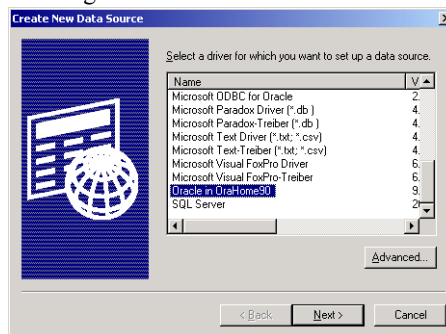 Create New Data Source
Select a driver for which you want to set up a data source.
Name V
Microsoft ODBC for Oracle 2.
Microsoft Paradox Driver (*.db ) 4.
Microsoft Paradox-Treiber (*.db ) 4.
Microsoft Text Driver (*.txt; *.csv) 4.
Microsoft Text-Treiber (*.txt; *.csv) 4.
Microsoft Visual FoxPro Driver 6.
Microsoft Visual FoxPro-Treiber 6.
Oracle in OraHome90 9.
SQL Server
Advanced...
< Back Next > Cancel